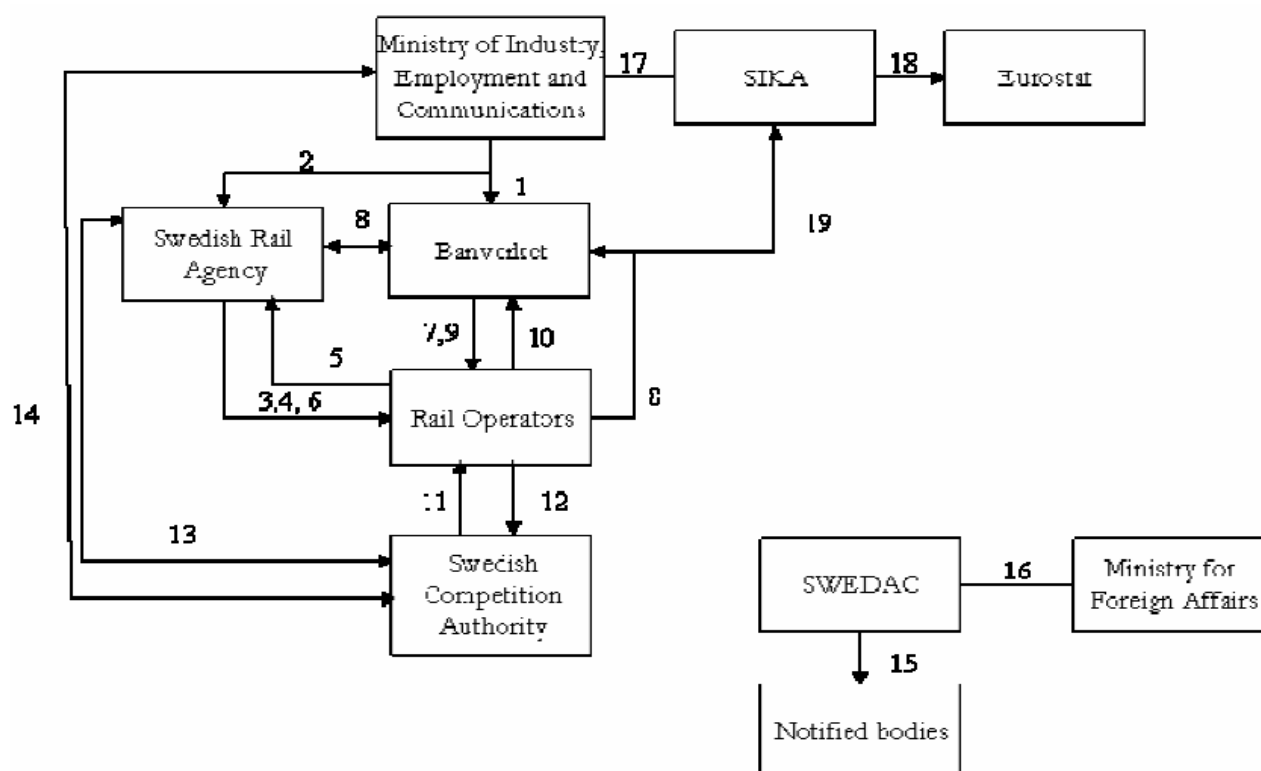 Ministry of Industry,
Employment and
Communications
17
SIKA
18
Eurostat
2
1
19
Swedish Rail
Agency
8
Banverket
7,9
10
5
3,4, 6
Rail Operators
8
14
11
12
13
Swedish
Competition
Authority
SWEDAC
16
Ministry for
Foreign Affairs
15
Notified bodies